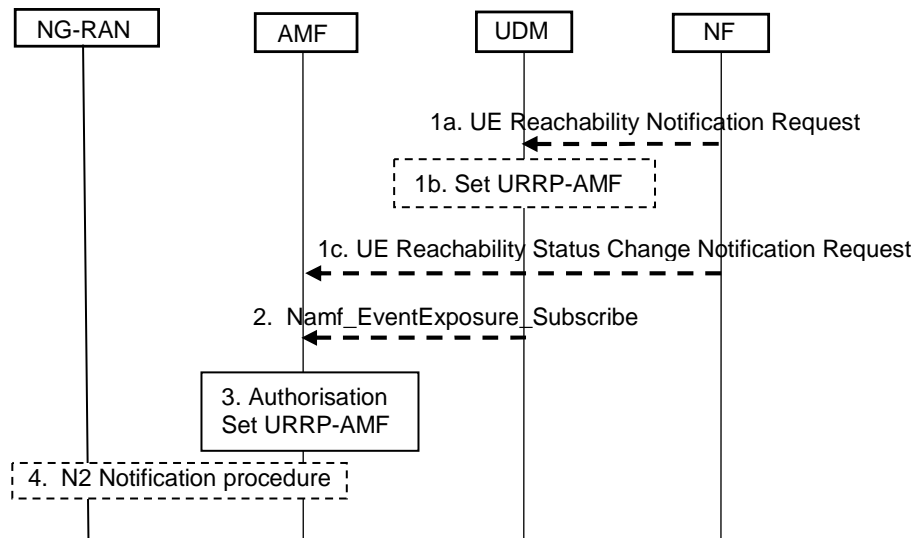 NG-RAN
AMF
UDM
NF
1a. UE Reachability Notification Request
1b. Set URRP-AMF
1c. UE Reachability Status Change Notification Request
2. Namf_EventExposure_Subscribe
3. Authorisation
Set URRP-AMF
4. N2 Notification procedure